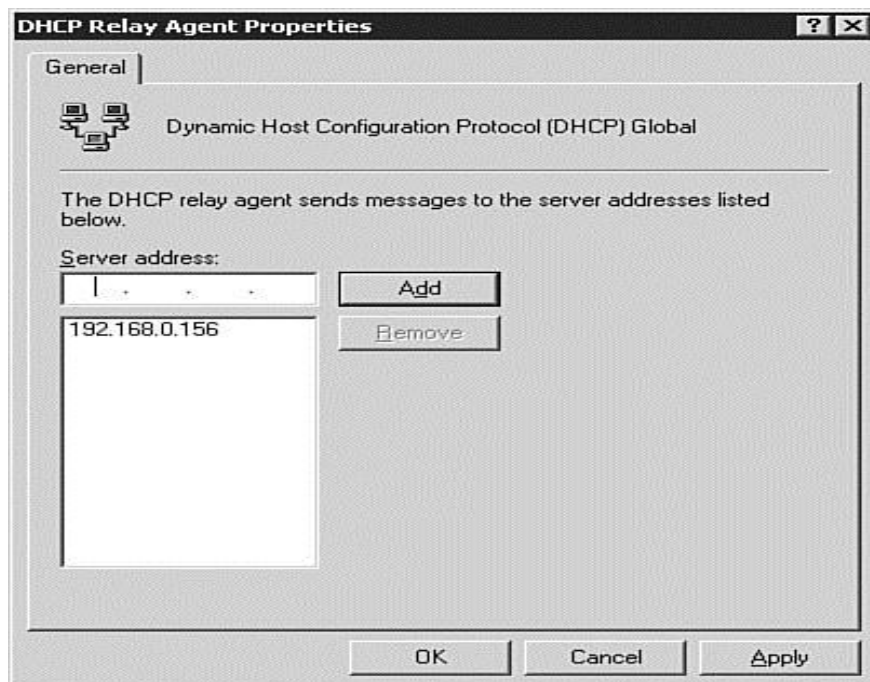 DHCP Relay Agent Properties
General
Dynamic Host Configuration Protocol (DHCP) Global
The DHCP relay agent sends messages to the server addresses listed
below.
Server address:
. . .
Add
192.168.0.156
Remove
OK
Cancel
Apply